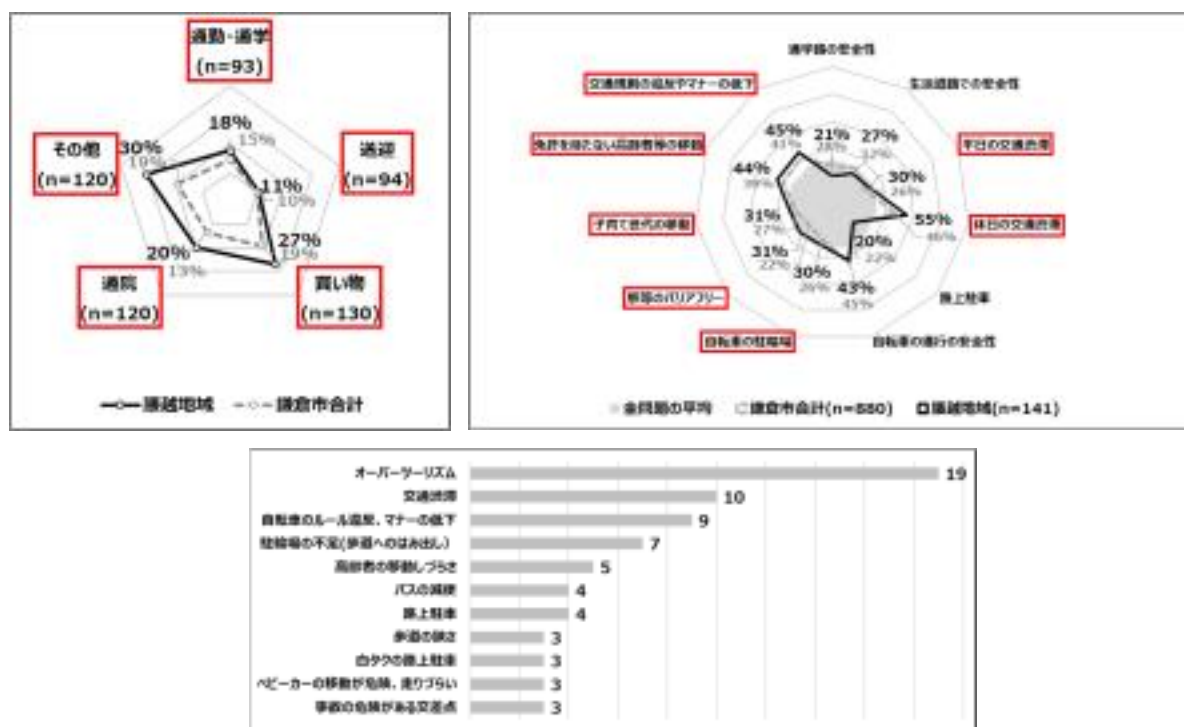 通勤・通学
(n=93)
18%
15%
その他
(n=120)
30%
19%
送迎
(n=94)
11%
10%
通院
(n=120)
20%
13%
買い物
(n=130)
27%
19%
腰越地域
鎌倉市合計
通学路の安全性
交通規則の違反やマナーの低下
生活道路での安全性
免許を持たない高齢者等の移動
平日の交通渋滞
子育て世代の移動
休日の交通渋滞
駅等のバリアフリー
路上駐車
自転車の駐輪場
自転車の通行の安全性
45%
41%
21%
28%
27%
32%
44%
39%
30%
26%
31%
27%
55%
46%
31%
22%
20%
22%
30%
26%
43%
45%
全問題の平均
鎌倉市合計(n=880)
腰越地域(n=141)
オーバーツーリズム
19
交通渋滞
10
自転車のルール違反、マナーの低下
9
駐輪場の不足(歩道へのはみ出し)
7
高齢者の移動しづらさ
5
バスの減便
4
路上駐車
4
歩道の狭さ
3
白タクの路上駐車
3
ベビーカーの移動が危険、走りづらい
3
事故の危険がある交差点
3